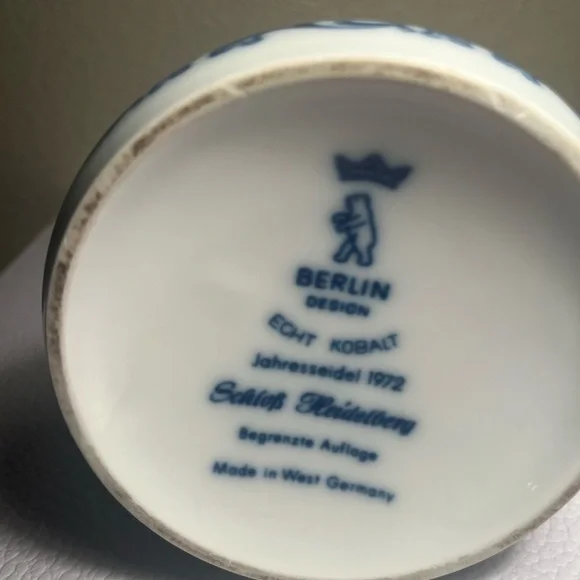 BERLIN
DESIGN
ECHT KOBALT
Jahresseidel 1972
Schloß Heidelberg
Begrenzte Auflage
Made in West Germany